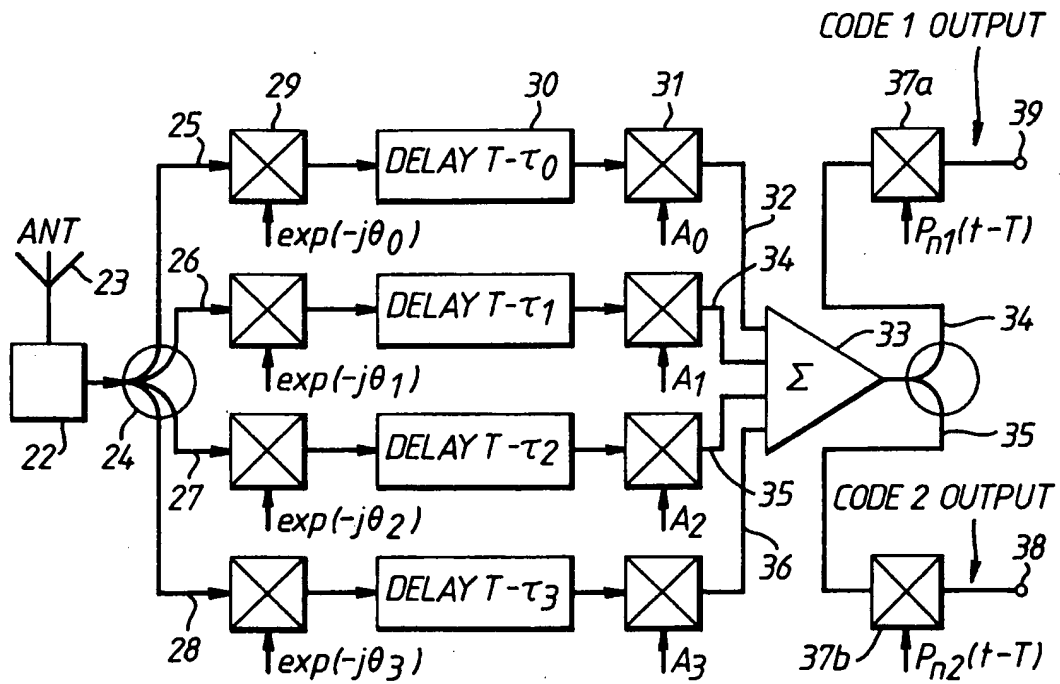 CODE 1 OUTPUT
29
30
31
37a
39
25
DELAY T-τ0
exp(-jθ0)
A0
32
Pn1(t-T)
ANT
23
26
34
DELAY T-τ1
33
34
exp(-jθ1)
A1
Σ
22
24
27
DELAY T-τ2
35
35
exp(-jθ2)
A2
CODE 2 OUTPUT
36
38
28
DELAY T-τ3
exp(-jθ3)
A3
37b
Pn2(t-T)